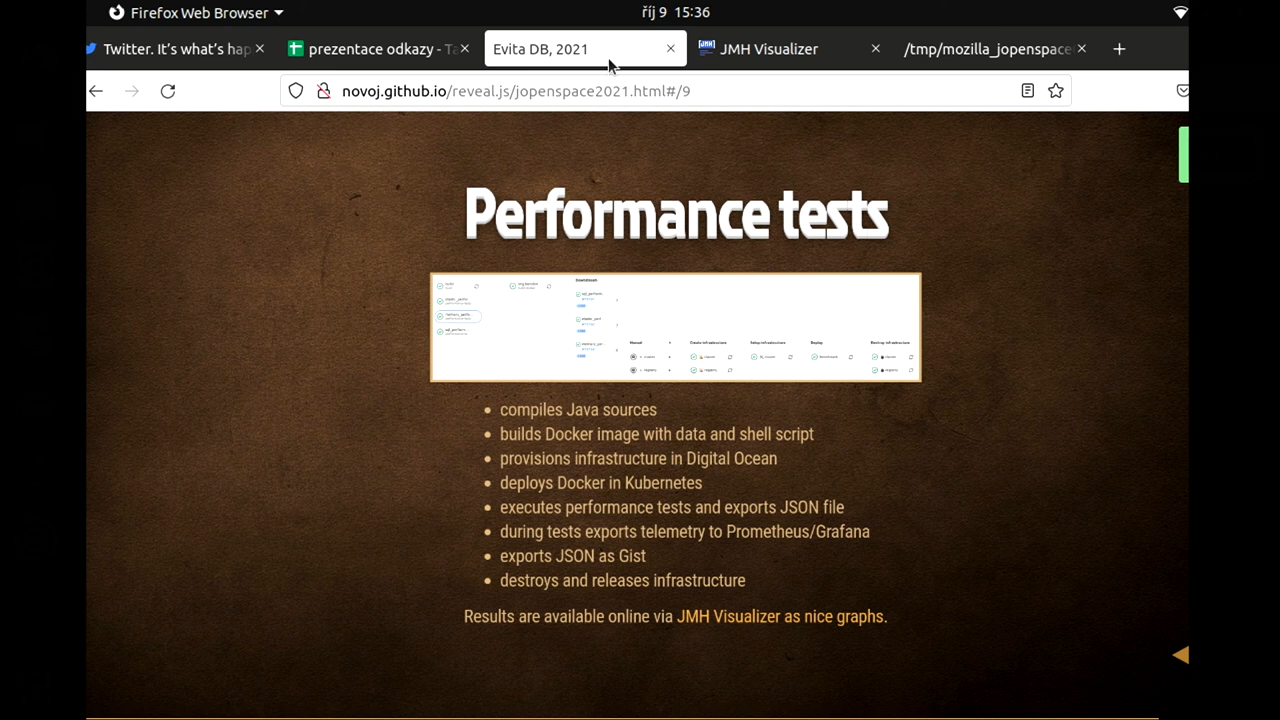 Firefox Web Browser
říj 9 15:36
Twitter. It's what's hap
prezentace odkazy - Ta
Evita DB, 2021
JMH Visualizer
/tmp/mozilla_jopenspace
novoj.github.io/reveal.js/jopenspace2021.html#/9
Performance tests
compiles Java sources
builds Docker image with data and shell script
provisions infrastructure in Digital Ocean
deploys Docker in Kubernetes
executes performance tests and exports JSON file
during tests exports telemetry to Prometheus/Grafana
exports JSON as Gist
destroys and releases infrastructure
Results are available online via JMH Visualizer as nice graphs.